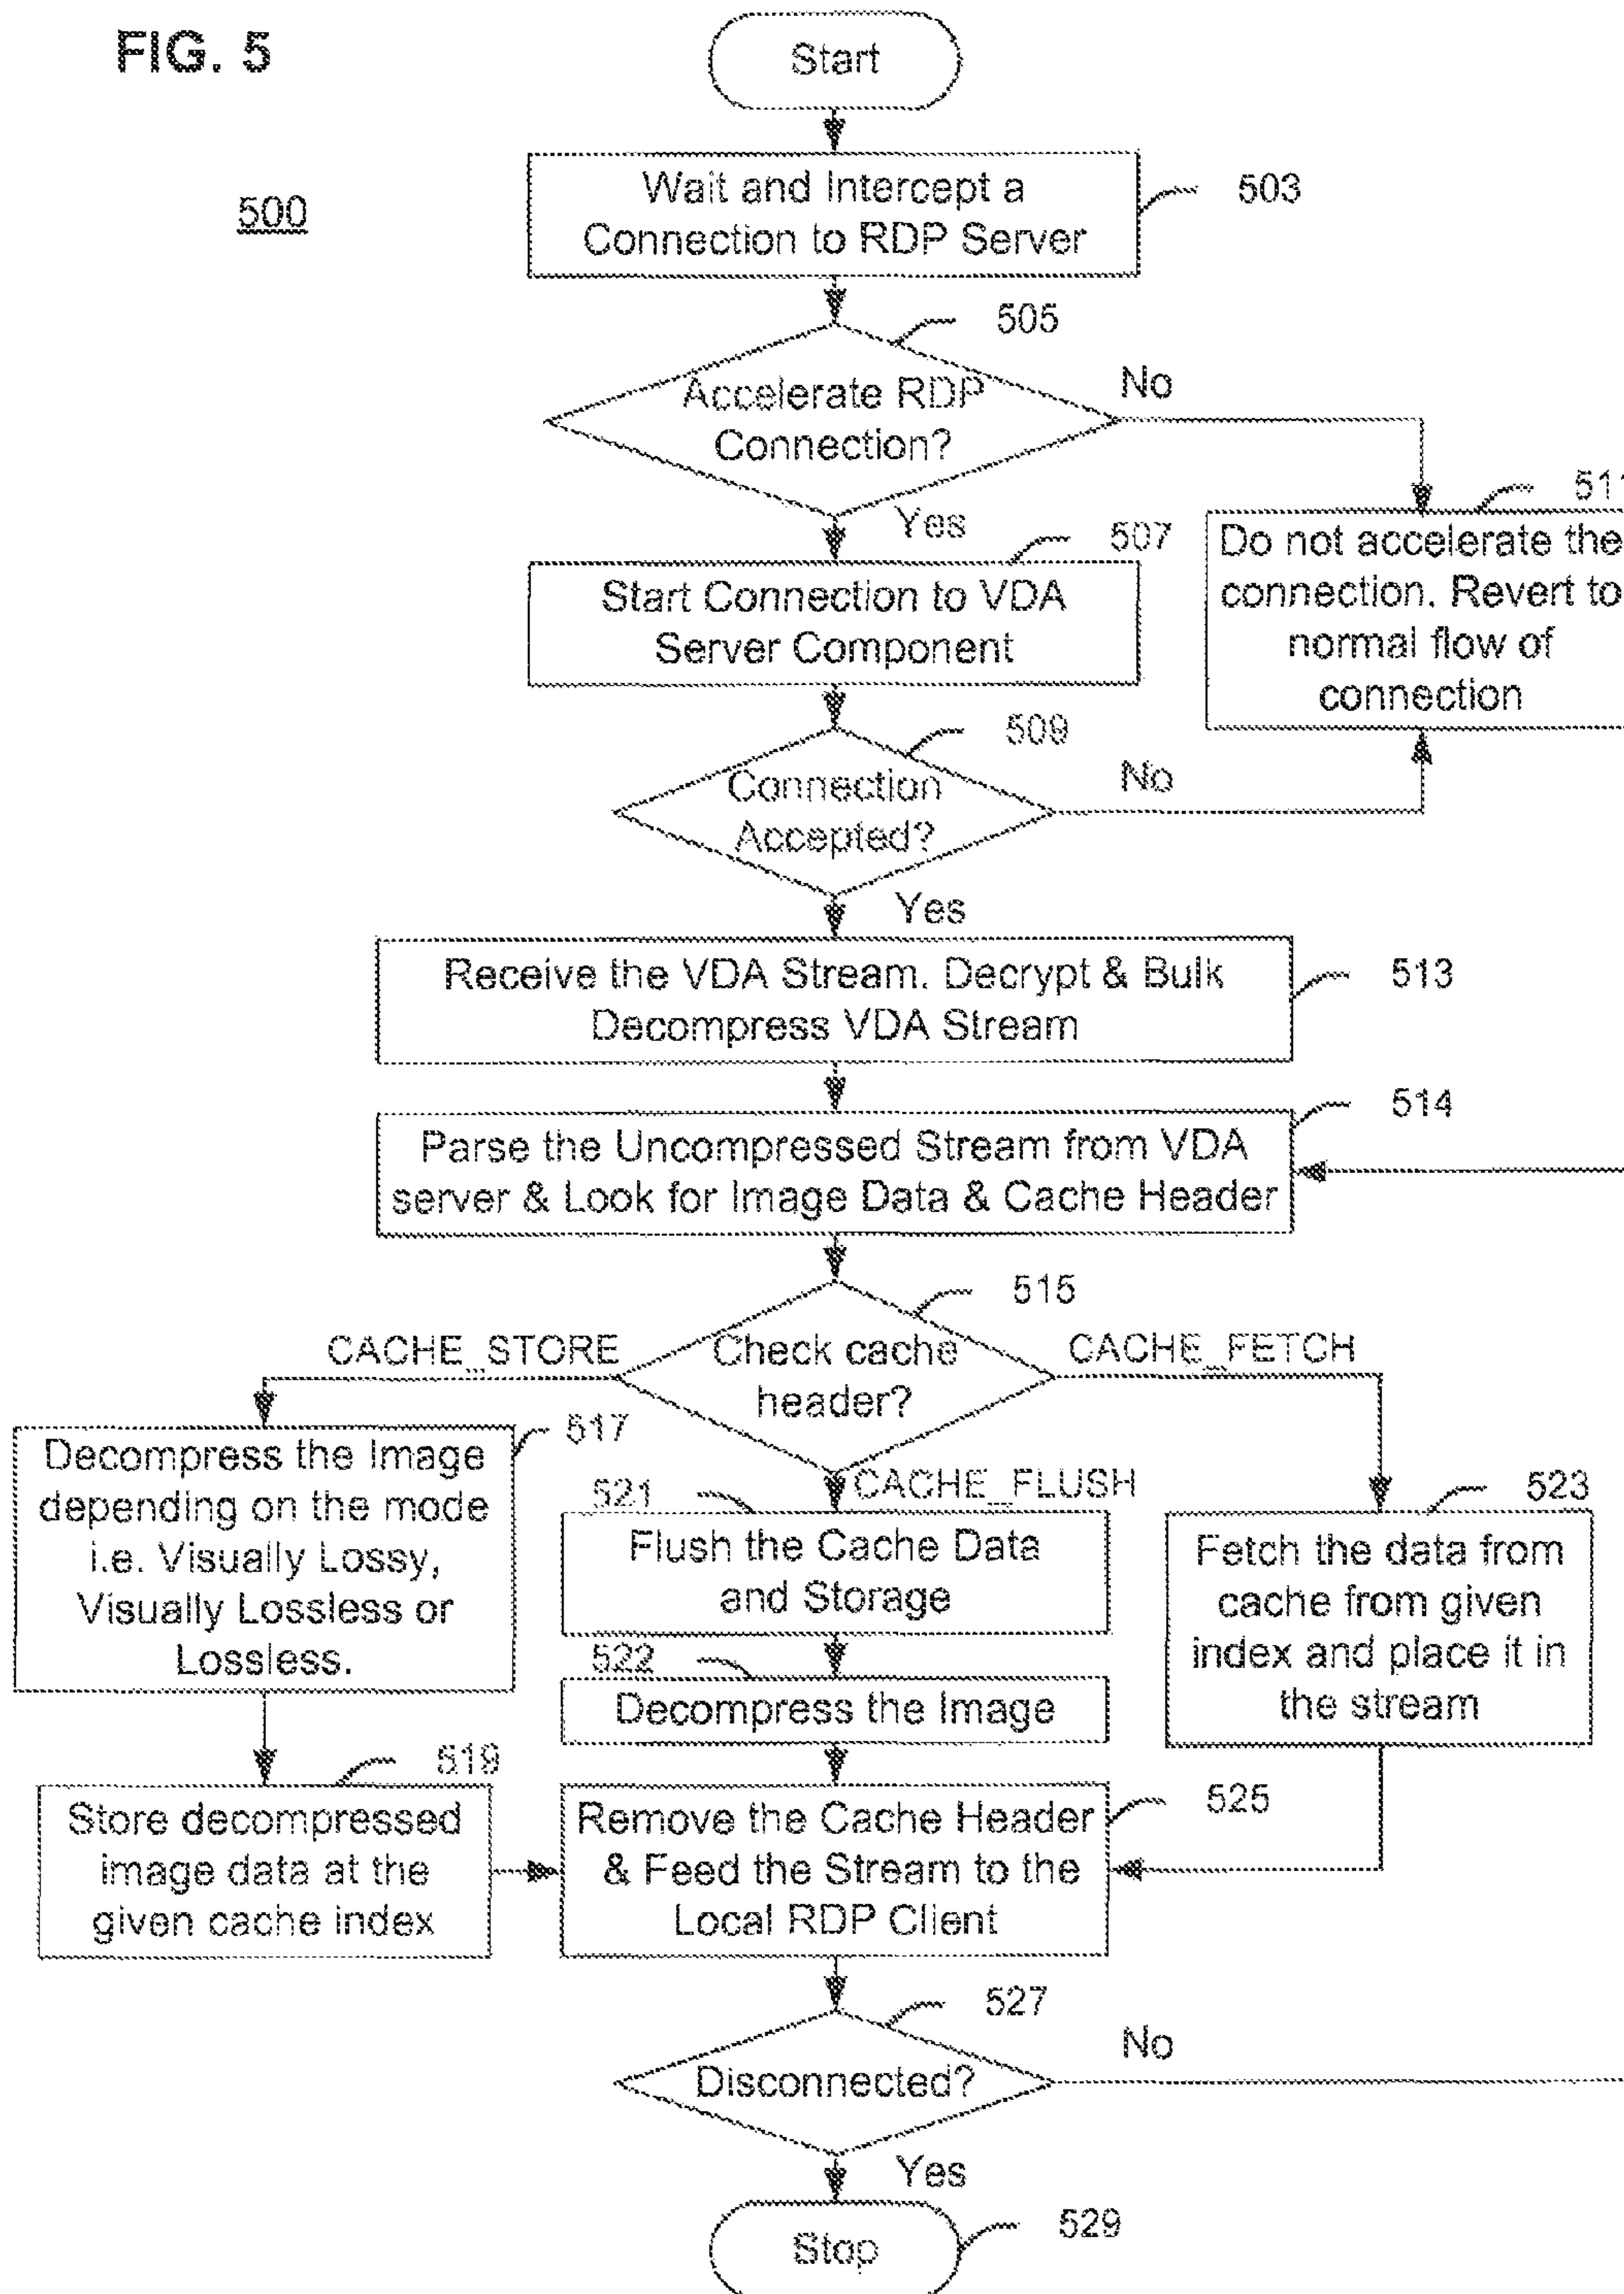 FIG. 5
Start
500
Wait and Intercept a
Connection to RDP Server
503
505
Accelerate RDP
Connection?
No
Yes
507
511
Start Connection to VDA
Server Component
Do not accelerate the
connection. Revert to
normal flow of
connection
509
Connection
Accepted?
No
Yes
Receive the VDA Stream. Decrypt & Bulk
Decompress VDA Stream
513
514
Parse the Uncompressed Stream from VDA
server & Look for Image Data & Cache Header
515
CACHE_STORE
Check cache
header?
CACHE_FETCH
CACHE_FLUSH
517
Decompress the Image
depending on the mode
i.e. Visually Lossy,
Visually Lossless or
Lossless.
521
Flush the Cache Data
and Storage
523
Fetch the data from
cache from given
index and place it in
the stream
522
Decompress the Image
519
Store decompressed
image data at the
given cache index
Remove the Cache Header
& Feed the Stream to the
Local RDP Client
525
527
Disconnected?
No
Yes
Stop
529